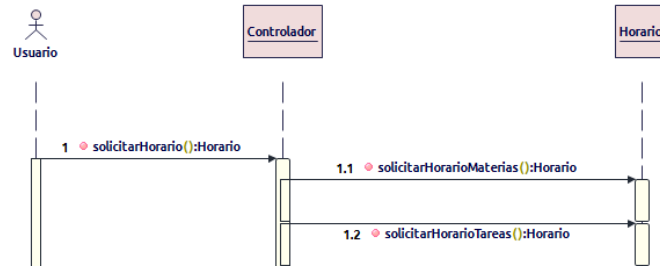 Usuario
Controlador
Horario
1 solicitarHorario():Horario
1.1 solicitarHorarioMaterias():Horario
1.2 solicitarHorarioTareas():Horario